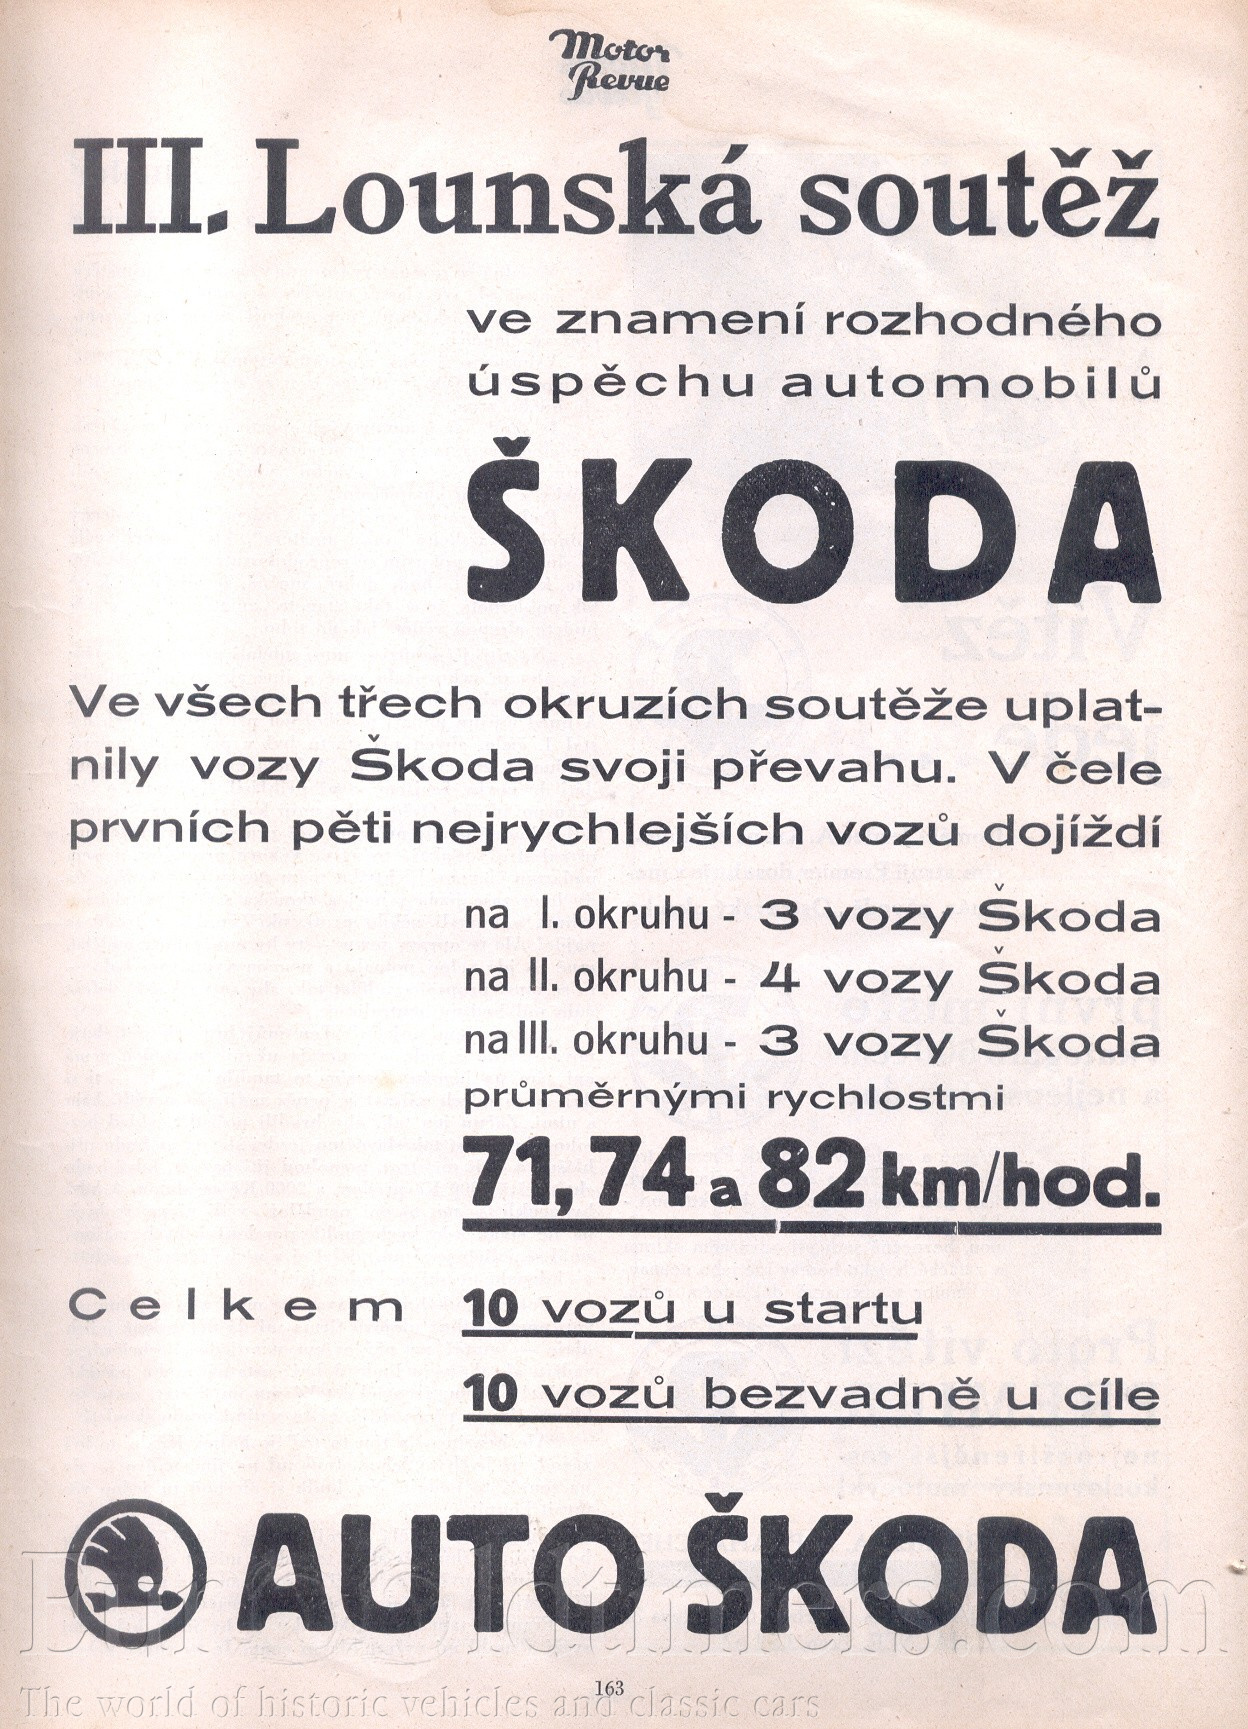 Motor
Revue
III. Lounská soutěž
ve znamení rozhodného
úspěchu automobilů
ŠKODA
Ve všech třech okruzích soutěže uplat-
nily vozy Škoda svoji převahu. V čele
prvních pěti nejrychlejších vozů dojíždí
na I. okruhu - 3 vozy Škoda
na II. okruhu - 4 vozy Škoda
na III. okruhu - 3 vozy Škoda
průměrnými rychlostmi
71, 74 a 82 km/hod.
Celkem 10 vozů u startu
10 vozů bezvadně u cíle
AUTO ŠKODA
EuroOldtimers.com
163
The world of historic vehicles and classic cars